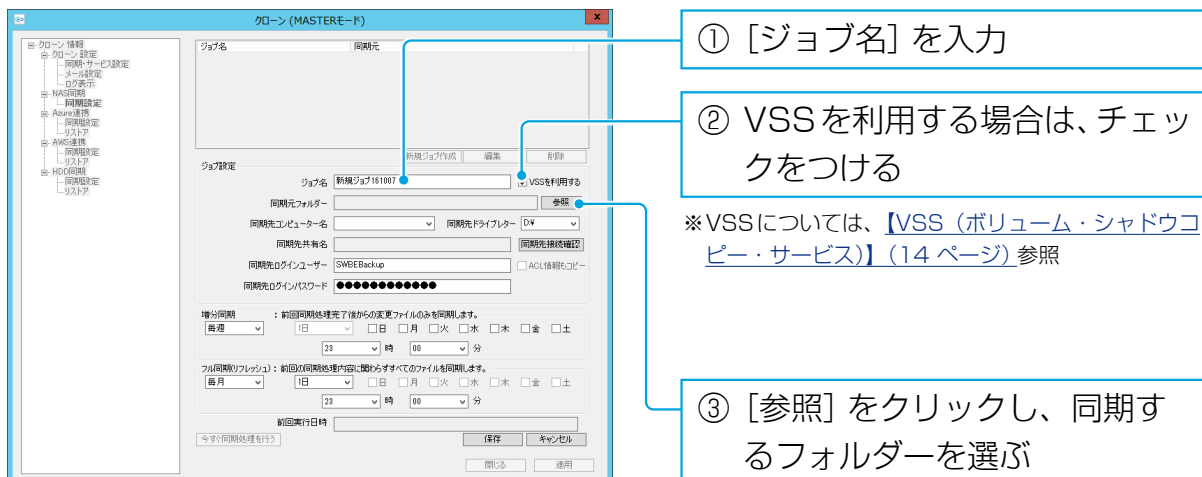 クローン (MASTERモード)
x
クローン 情報
クローン 設定
同期・サービス設定
メール設定
ログ表示
NAS同期
同期設定
Azure連携
同期設定
リストア
AWS連携
同期設定
リストア
HDD同期
同期設定
リストア
ジョブ名 同期元
新規ジョブ作成 編集 削除
ジョブ設定
ジョブ名 新規ジョブ161007 VSSを利用する
同期元フォルダー 参照
同期先コンピューター名 同期先ドライブレター D:¥
同期先共有名 同期先接続確認
同期先ログインユーザー SWBEBackup ACL情報もコピー
同期先ログインパスワード ●●●●●●●●●●●●
増分同期 : 前回同期処理完了後からの変更ファイルのみを同期します。
毎週 1日 日 月 火 水 木 金 土
23 時 00 分
フル同期(リフレッシュ) : 前回の同期処理内容に関わらずすべてのファイルを同期します。
毎月 1日 日 月 火 水 木 金 土
23 時 00 分
前回実行日時
今すぐ同期処理を行う 保存 キャンセル
閉じる 適用
① [ジョブ名] を入力
② VSSを利用する場合は、チェッ
クをつける
※VSSについては、【VSS（ボリューム・シャドウコ
ピー・サービス）】（14 ページ）参照
③ [参照] をクリックし、同期す
るフォルダーを選ぶ